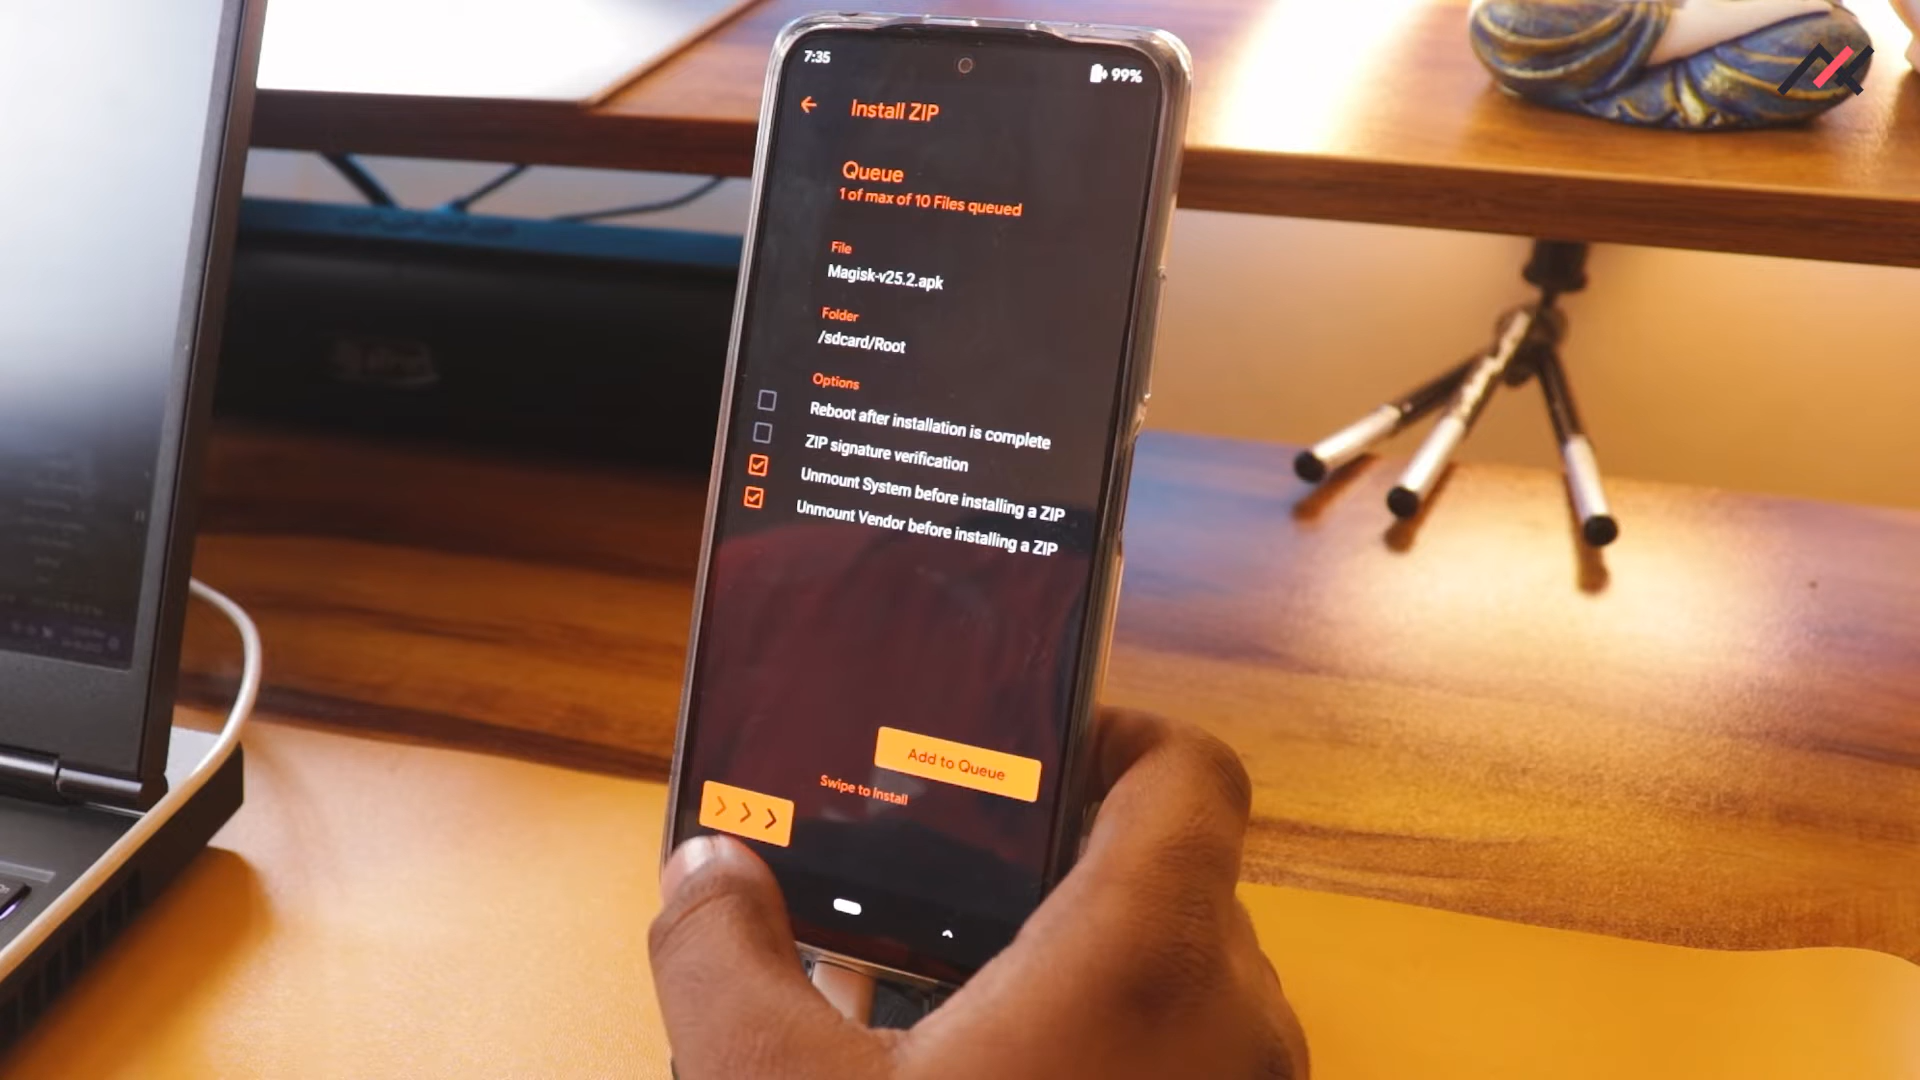 7:35
99%
Install ZIP
Queue
1 of max of 10 Files queued
File
Magisk-v25.2.apk
Folder
/sdcard/Root
Options
Reboot after installation is complete
ZIP signature verification
Unmount System before installing a ZIP
Unmount Vendor before installing a ZIP
Add to Queue
Swipe to Install